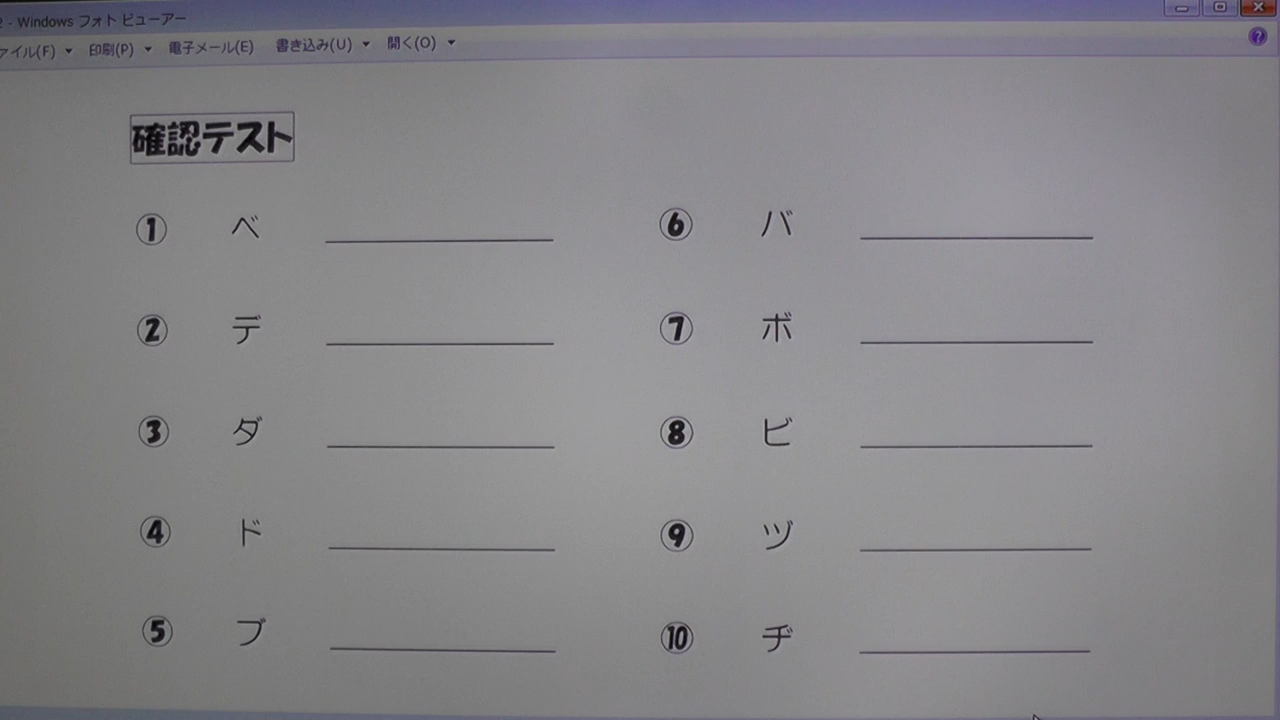 2 - Windows フォト ビューアー
ァイル(F) 印刷(P) 電子メール(E) 書き込み(U) 開く(O)
確認テスト
① ベ
② デ
③ ダ
④ ド
⑤ ブ
⑥ バ
⑦ ボ
⑧ ビ
⑨ ヅ
⑩ ヂ